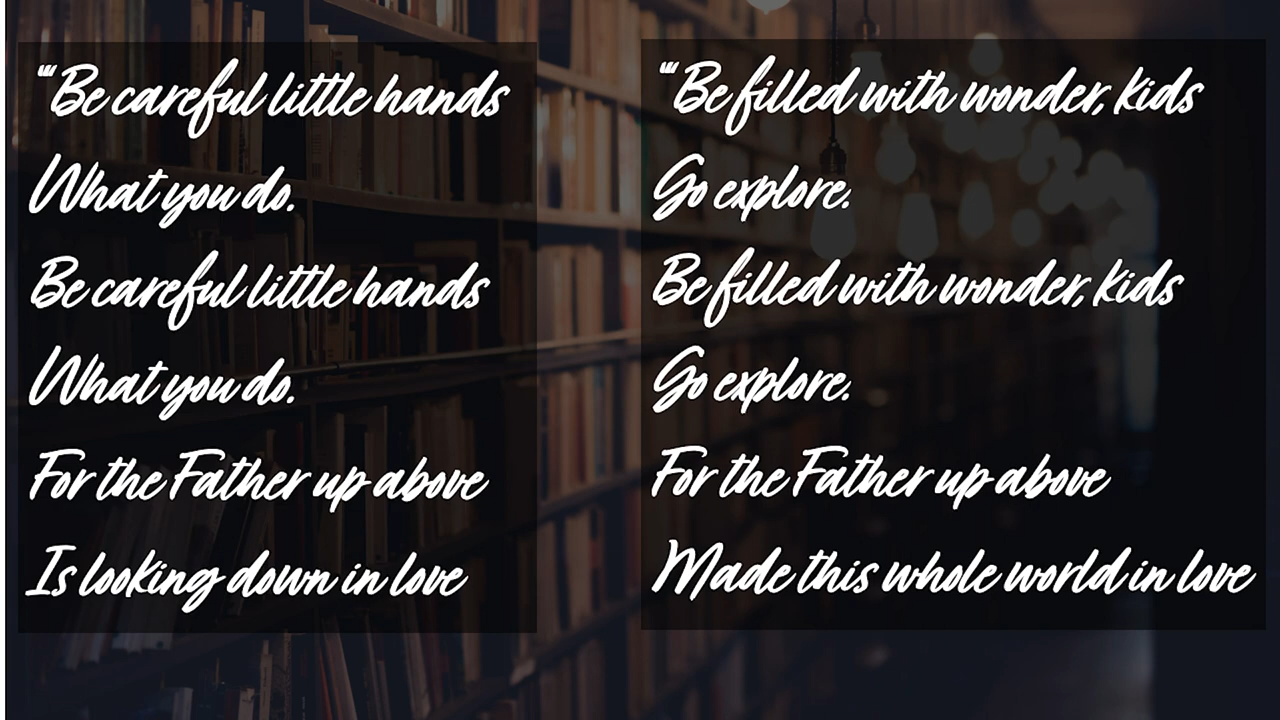 "'Be careful little hands
What you do.
Be careful little hands
What you do.
For the Father up above
Is looking down in love
"'Be filled with wonder, kids
Go explore.
Be filled with wonder, kids
Go explore.
For the Father up above
Made this whole world in love